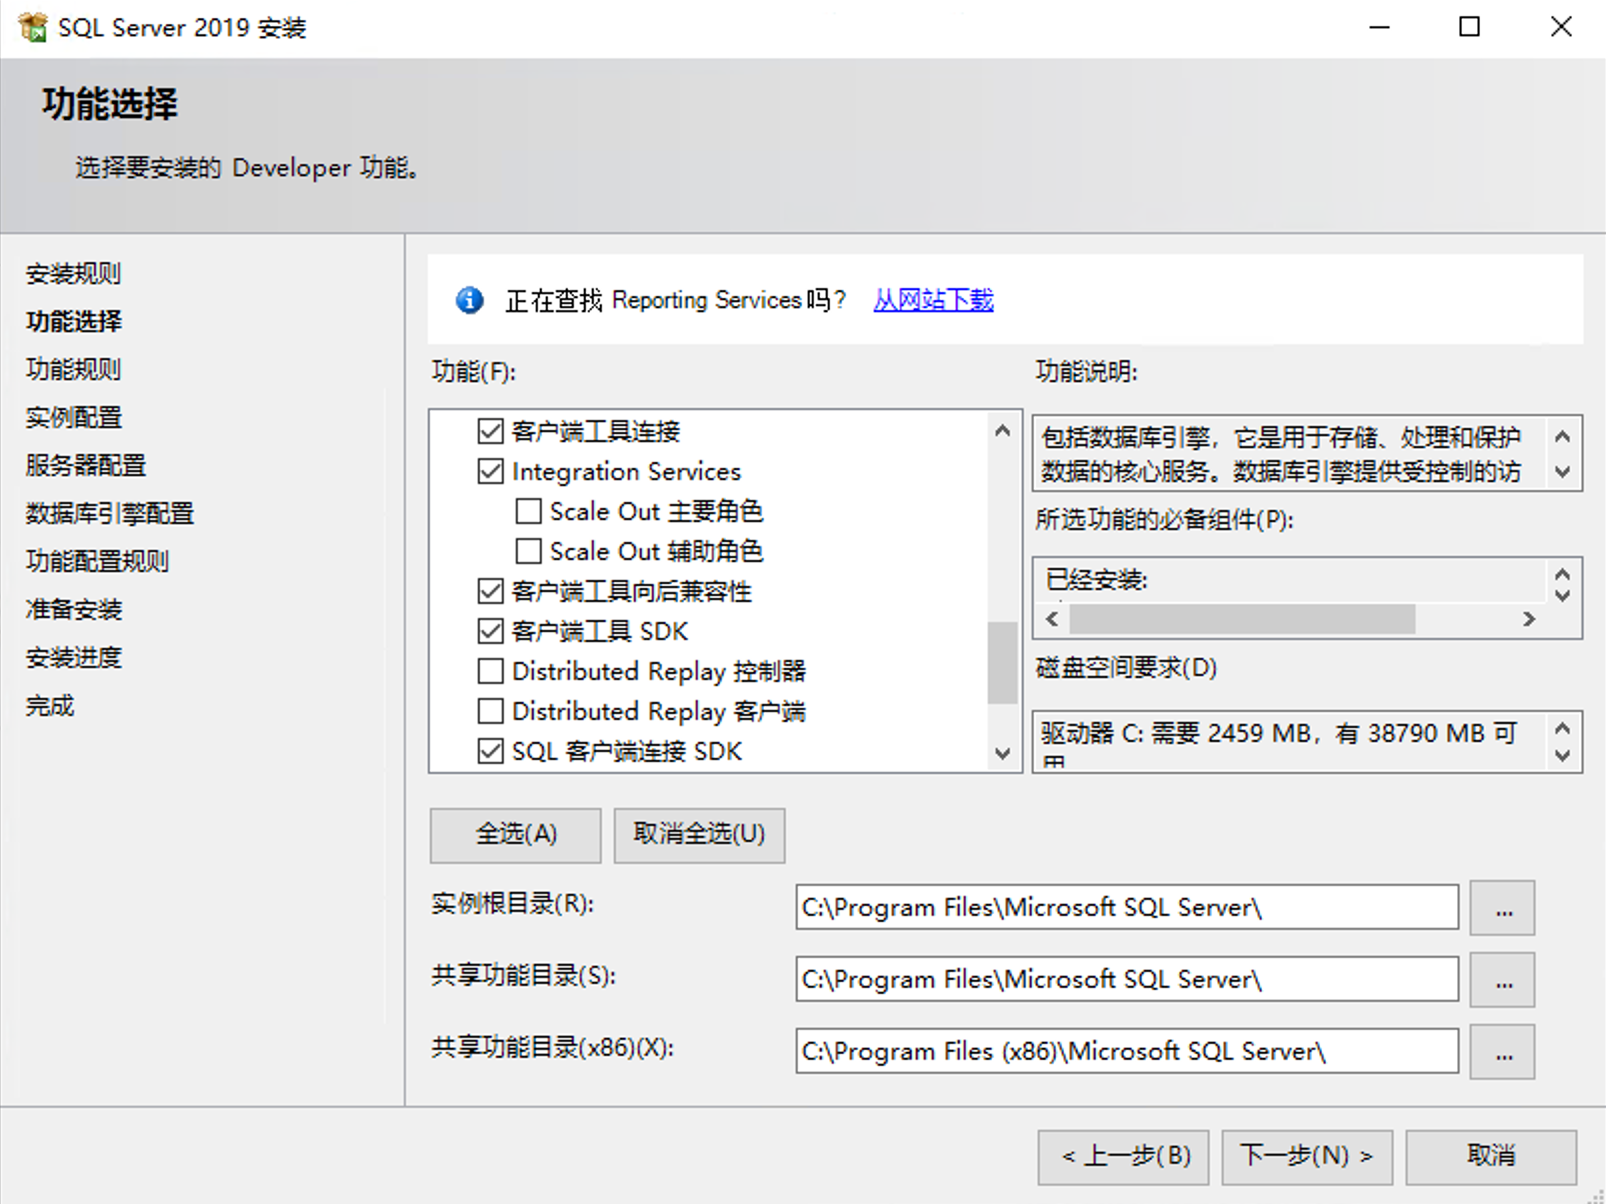 SQL Server 2019 安装
功能选择
选择要安装的 Developer 功能。
安装规则
功能选择
功能规则
实例配置
服务器配置
数据库引擎配置
功能配置规则
准备安装
安装进度
完成
正在查找 Reporting Services吗? 从网站下载
功能(F):
客户端工具连接
Integration Services
Scale Out 主要角色
Scale Out 辅助角色
客户端工具向后兼容性
客户端工具 SDK
Distributed Replay 控制器
Distributed Replay 客户端
SQL 客户端连接 SDK
功能说明:
包括数据库引擎，它是用于存储、处理和保护
数据的核心服务。数据库引擎提供受控制的访
所选功能的必备组件(P):
已经安装:
磁盘空间要求(D)
驱动器 C: 需要 2459 MB，有 38790 MB 可
用
全选(A)
取消全选(U)
实例根目录(R):
C:\Program Files\Microsoft SQL Server\
...
共享功能目录(S):
C:\Program Files\Microsoft SQL Server\
...
共享功能目录(x86)(X):
C:\Program Files (x86)\Microsoft SQL Server\
...
< 上一步(B)
下一步(N) >
取消